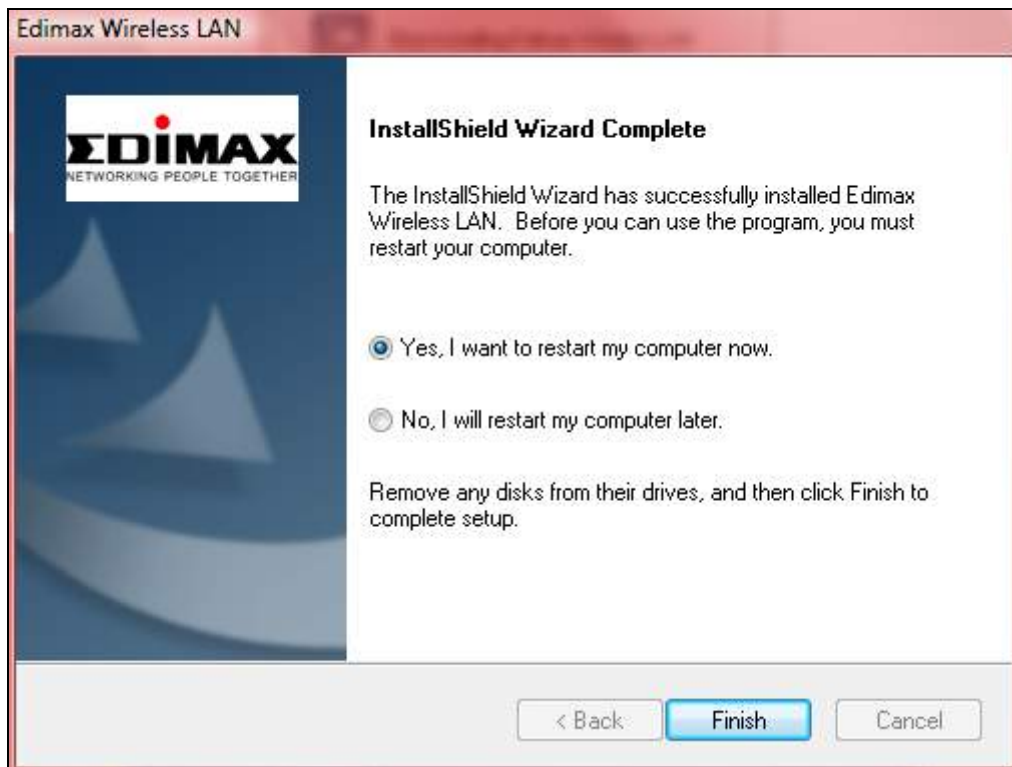 Edimax Wireless LAN
EDIMAX
NETWORKING PEOPLE TOGETHER
InstallShield Wizard Complete
The InstallShield Wizard has successfully installed Edimax
Wireless LAN. Before you can use the program, you must
restart your computer.
Yes, I want to restart my computer now.
No, I will restart my computer later.
Remove any disks from their drives, and then click Finish to
complete setup.
< Back
Finish
Cancel